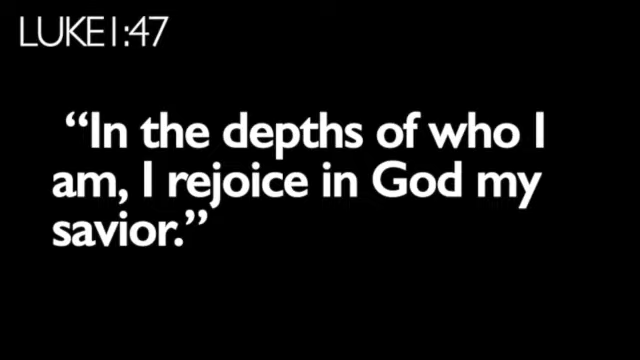 LUKE1:47
“In the depths of who I
am, I rejoice in God my
savior.”